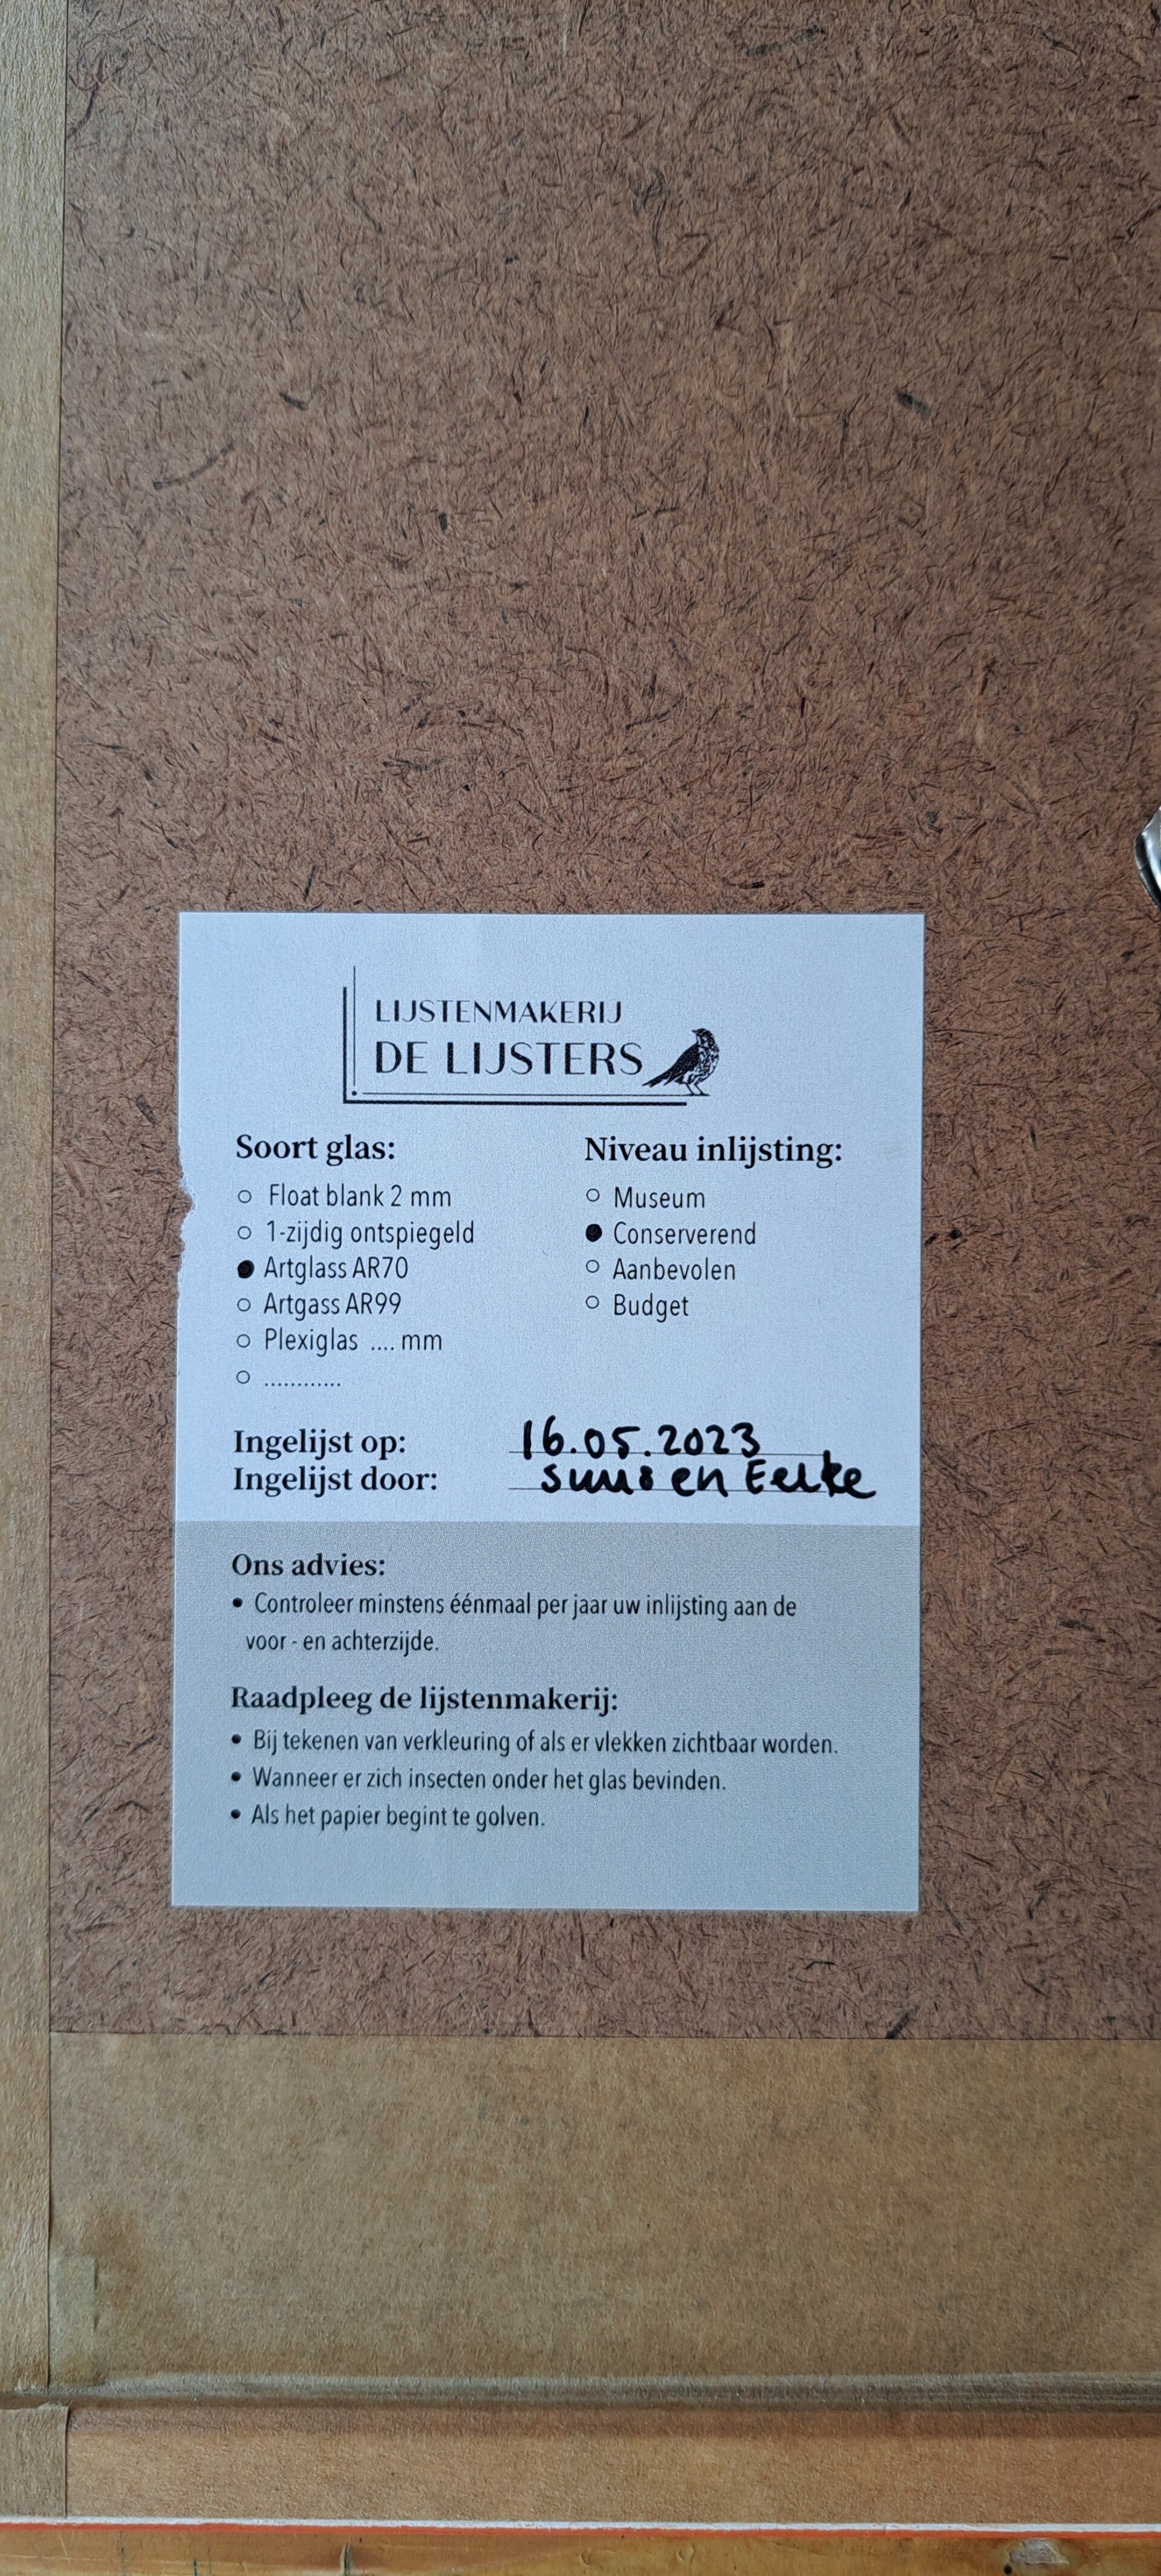 LIJSTENMAKERIJ
DE LIJSTERS
Soort glas:
Float blank 2 mm
1-zijdig ontspiegeld
Artglass AR70
Artgass AR99
Plexiglas .... mm
............
Niveau inlijsting:
Museum
Conserverend
Aanbevolen
Budget
Ingelijst op: 16.05.2023
Ingelijst door: Suus en Eelke
Ons advies:
• Controleer minstens éénmaal per jaar uw inlijsting aan de
voor - en achterzijde.
Raadpleeg de lijstenmakerij:
• Bij tekenen van verkleuring of als er vlekken zichtbaar worden.
• Wanneer er zich insecten onder het glas bevinden.
• Als het papier begint te golven.